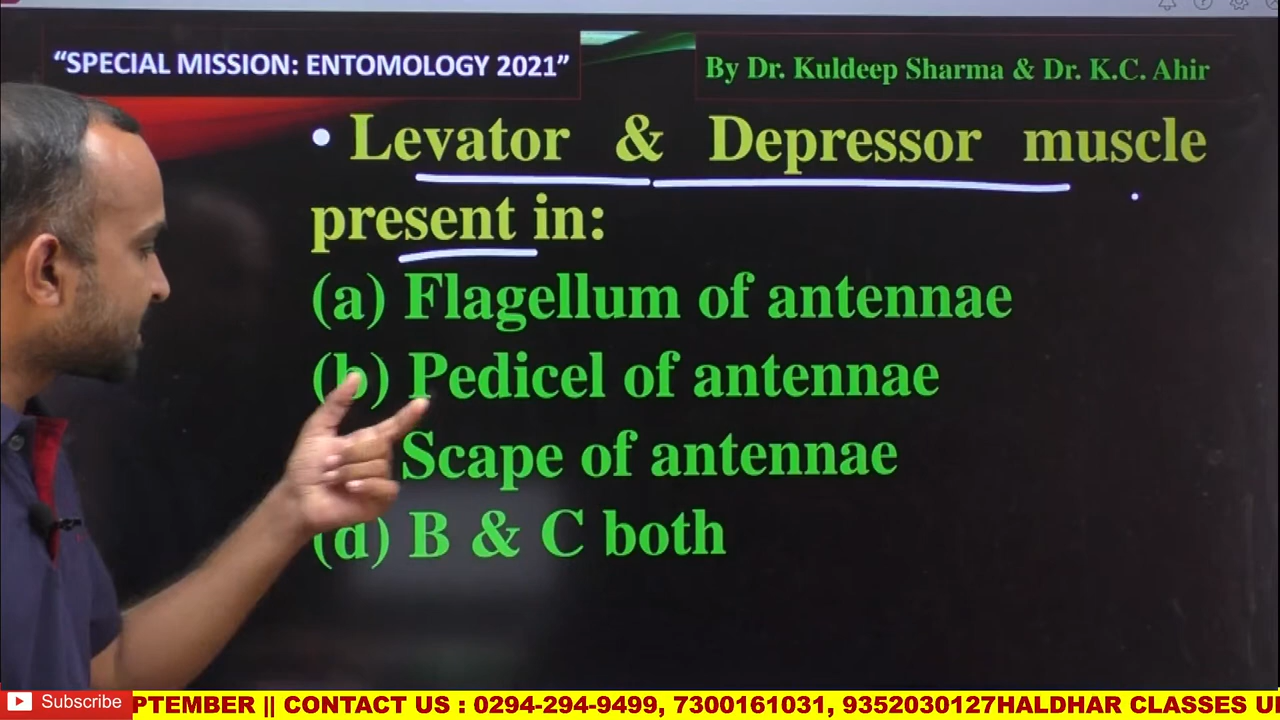 “SPECIAL MISSION: ENTOMOLOGY 2021”
By Dr. Kuldeep Sharma & Dr. K.C. Ahir
• Levator & Depressor muscle
present in:
(a) Flagellum of antennae
(b) Pedicel of antennae
Scape of antennae
(d) B & C both
Subscribe
PTEMBER || CONTACT US : 0294-294-9499, 7300161031, 9352030127HALDHAR CLASSES U